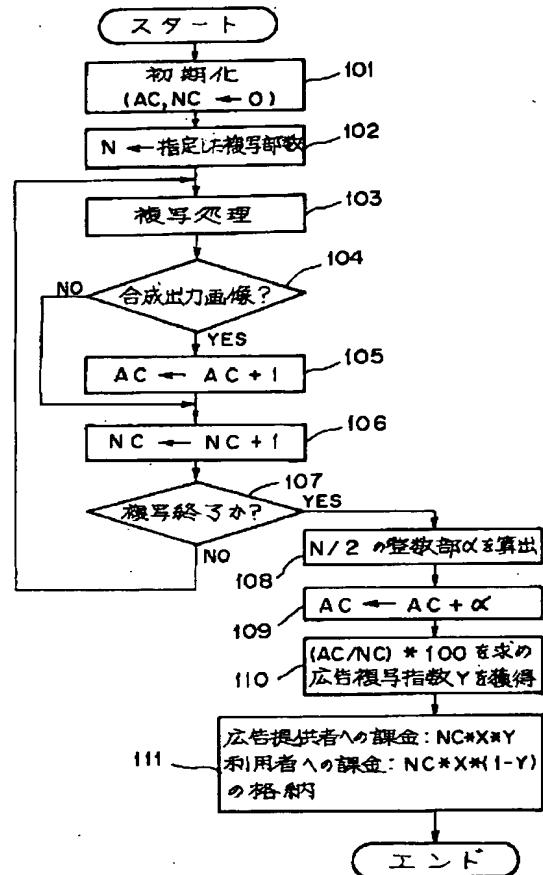 スタート
初期化
(AC,NC ← 0)
101
N ← 指定した複写部数
102
複写処理
103
合成出力画像?
104
NO
YES
AC ← AC + 1
105
NC ← NC + 1
106
複写終了か?
107
YES
NO
N/2 の整数部αを算出
108
AC ← AC + α
109
(AC/NC) * 100 を求め
広告複写指数Yを獲得
110
広告提供者への課金: NC*X*Y
利用者への課金: NC*X*(1-Y)
の格納
111
エンド